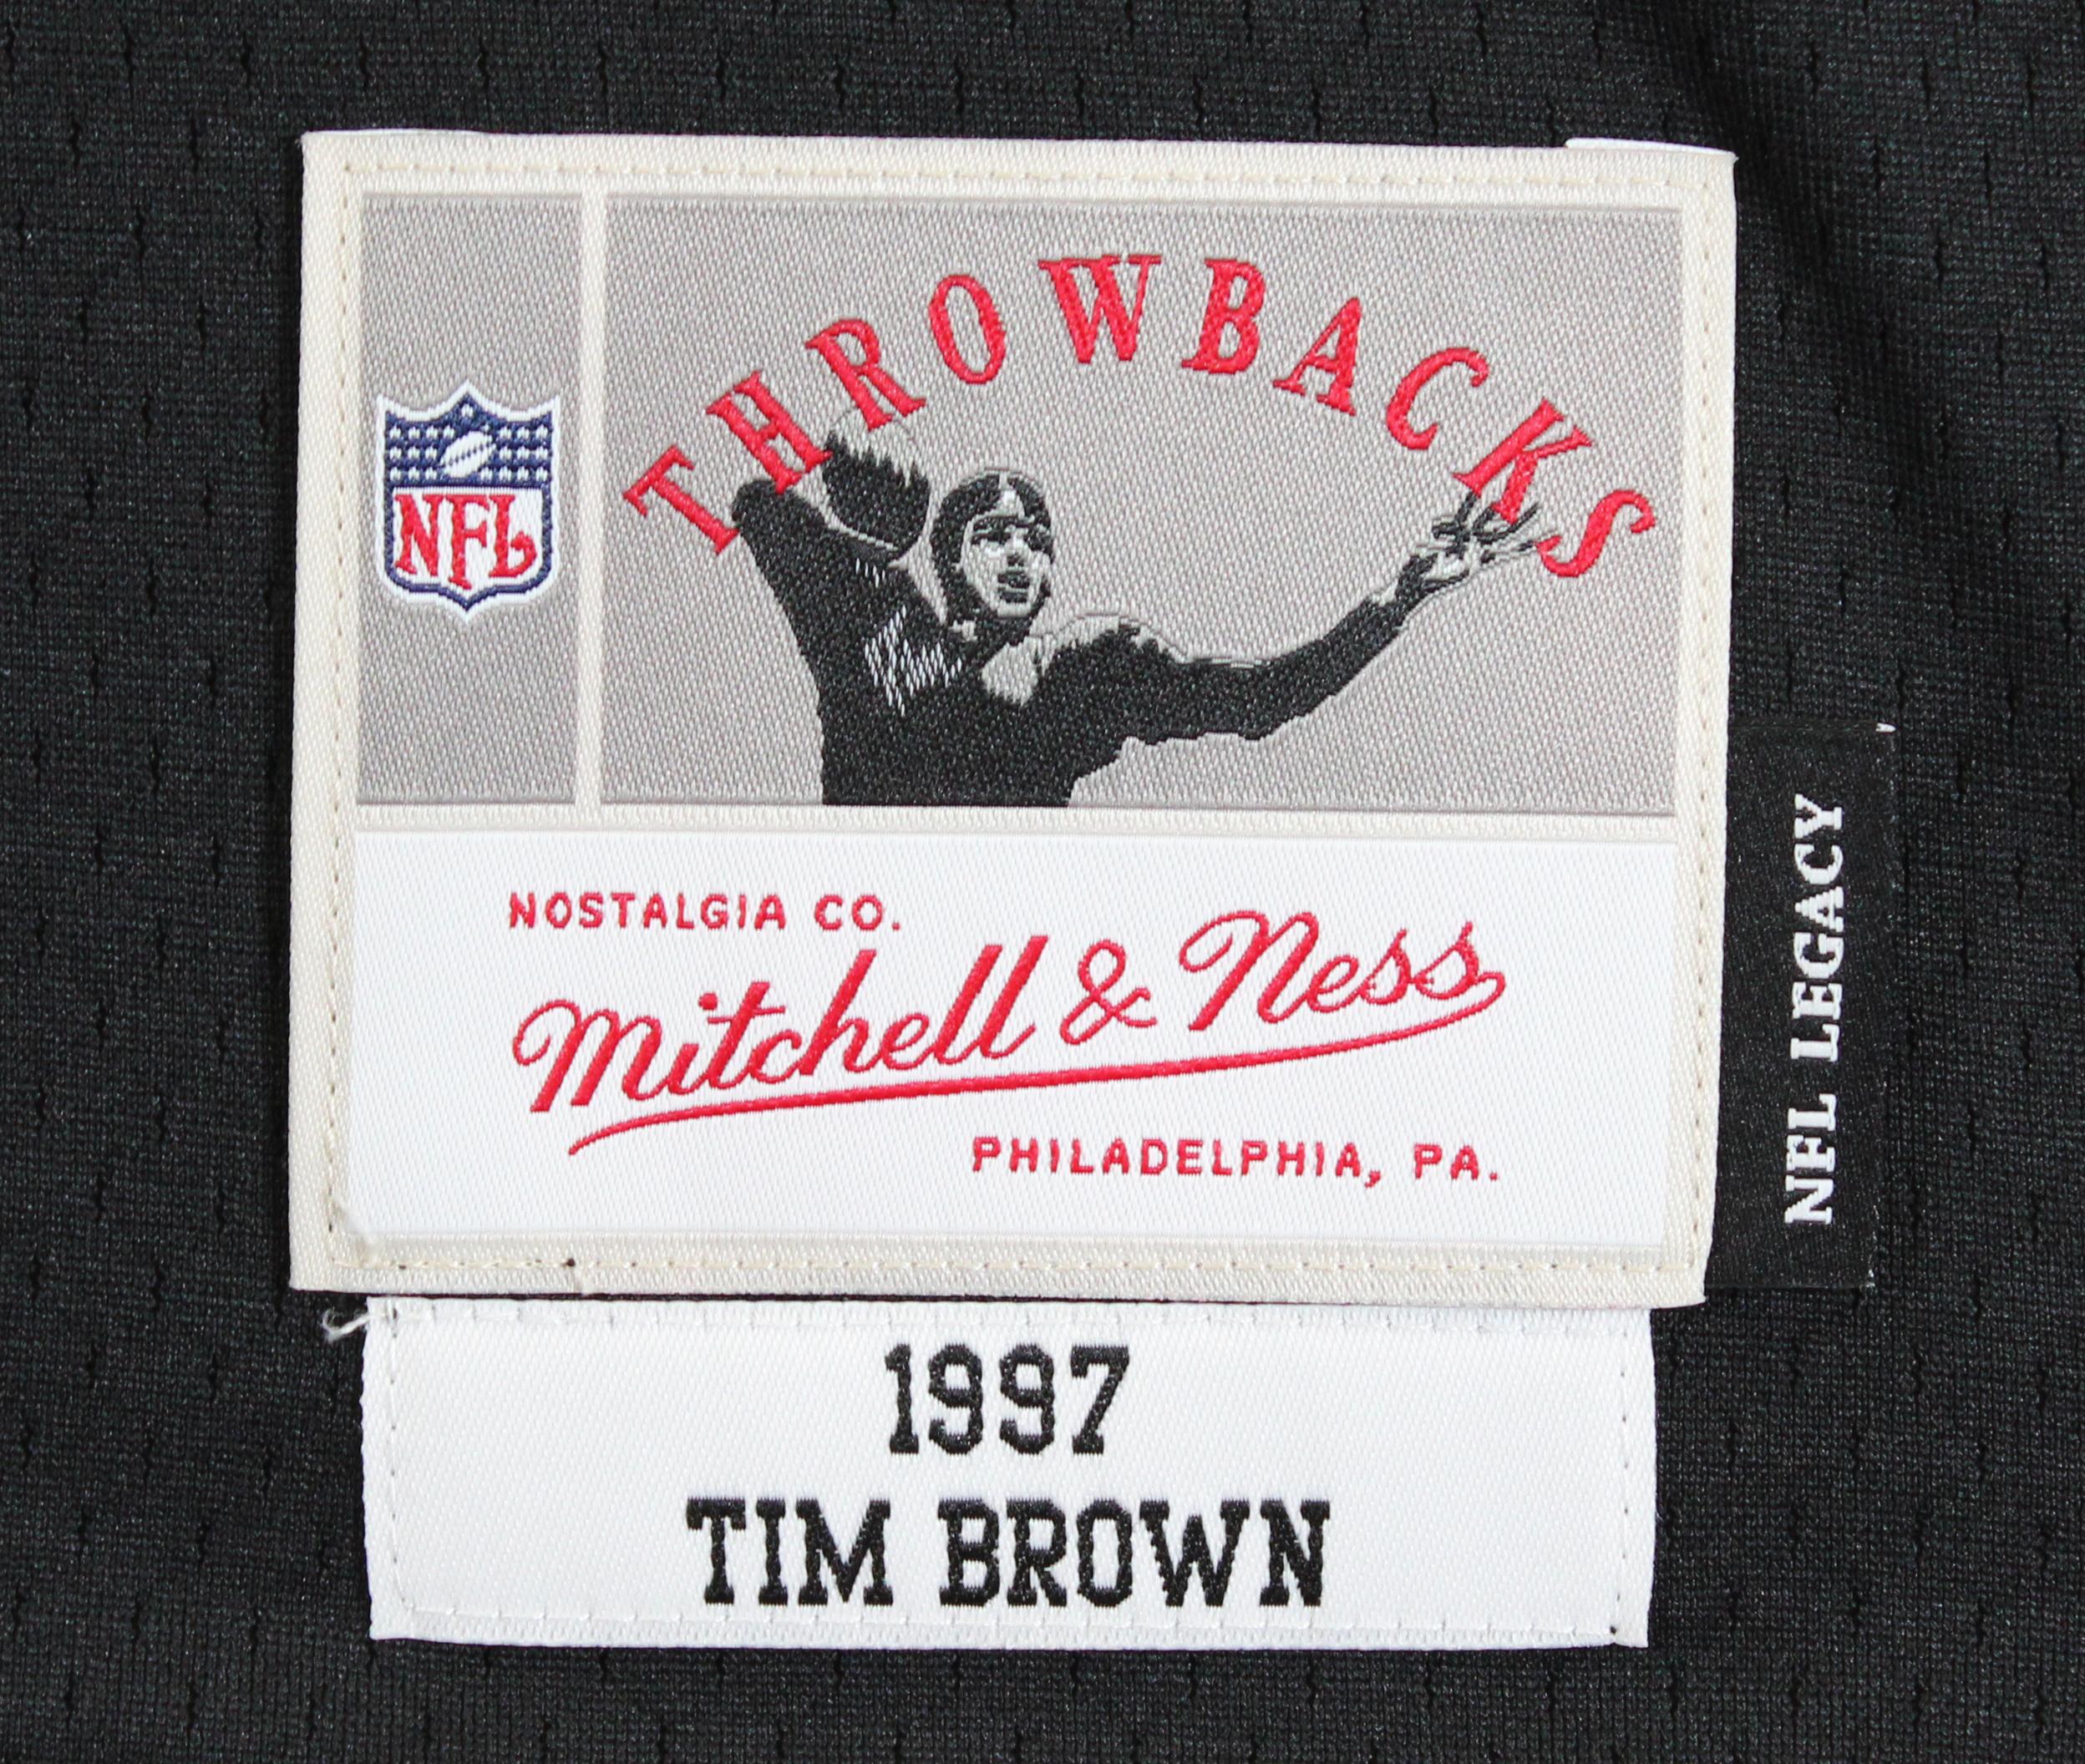 THROWBACKS
NFL
NOSTALGIA CO.
Mitchell & Ness
PHILADELPHIA, PA.
NFL LEGACY
1997
TIM BROWN